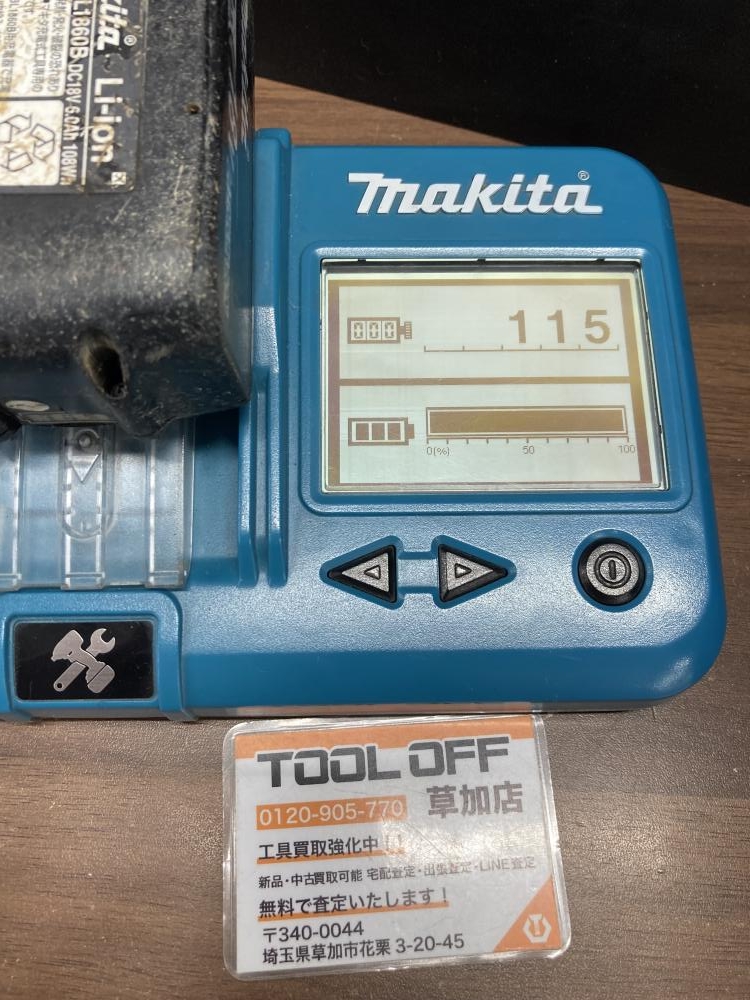 kita®
L1860B DC18V 6.0Ah 108Wh
Li-ion
makita®
115
0(%) 50 100
TOOL OFF
0120-905-770 草加店
工具買取強化中!!
新品・中古買取可能 宅配査定・出張査定・LINE査定
無料で査定いたします！
〒340-0044
埼玉県草加市花栗 3-20-45